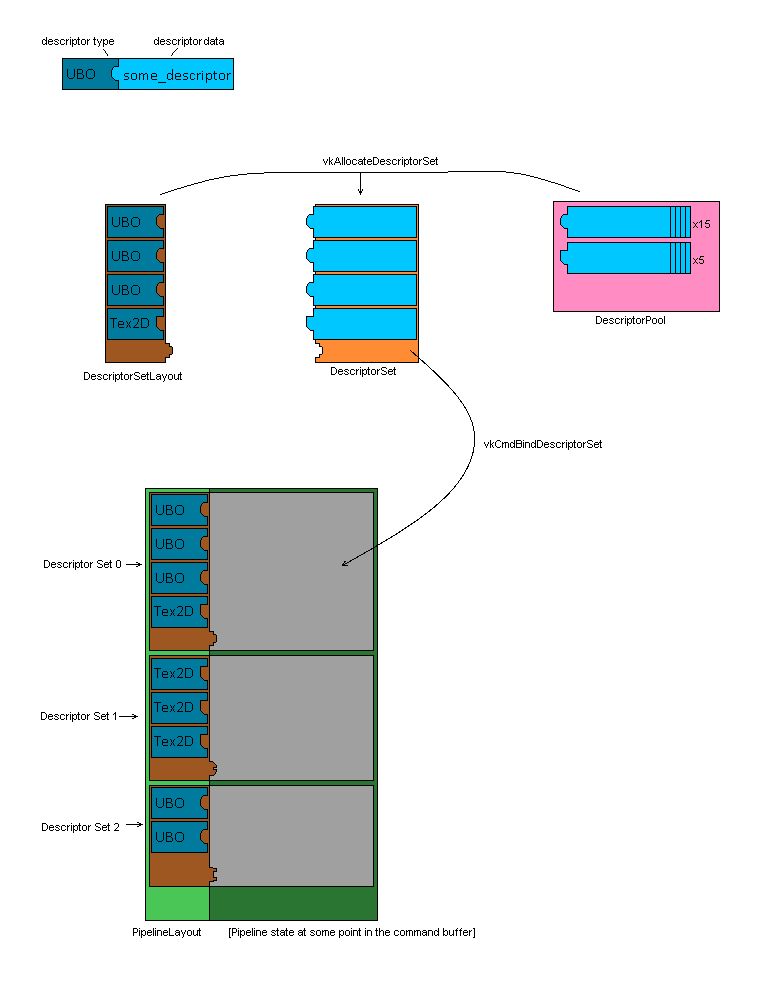 descriptor type
descriptor data
UBO
some_descriptor
vkAllocateDescriptorSet
UBO
UBO
UBO
Tex2D
DescriptorSetLayout
DescriptorSet
x15
x5
DescriptorPool
vkCmdBindDescriptorSet
Descriptor Set 0
UBO
UBO
UBO
Tex2D
Descriptor Set 1
Tex2D
Tex2D
Tex2D
Descriptor Set 2
UBO
UBO
PipelineLayout
[Pipeline state at some point in the command buffer]